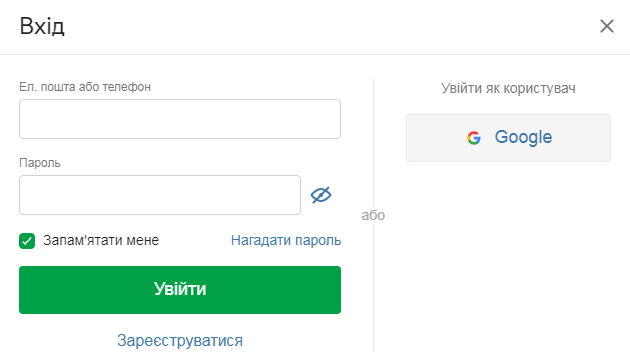 Вхід
Ел. пошта або телефон
Пароль
Запам'ятати мене
Нагадати пароль
Увійти
Зареєструватися
або
Увійти як користувач
Google